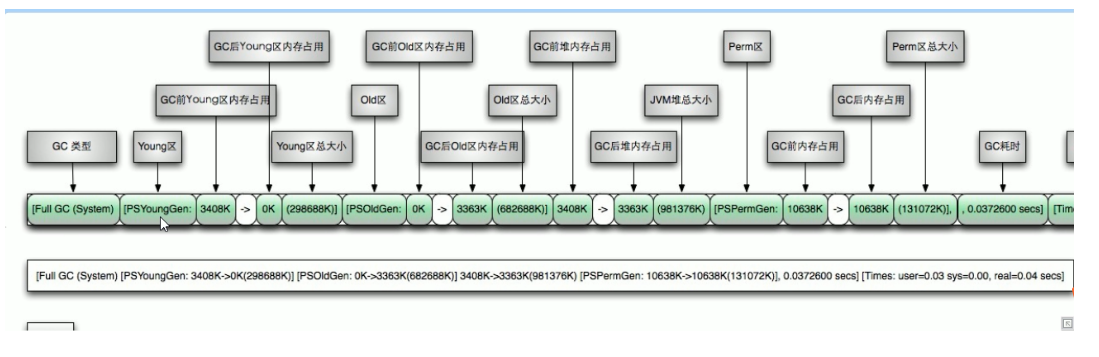 GC后Young区内存占用 GC前Old区内存占用 GC前堆内存占用 Perm区 Perm区总大小
GC前Young区内存占用 Old区 Old区总大小 JVM堆总大小 GC后内存占用
GC 类型 Young区 Young区总大小 GC后Old区内存占用 GC后堆内存占用 GC前内存占用 GC耗时
[Full GC (System) [PSYoungGen: 3408K -> 0K (298688K)] [PSOldGen: 0K -> 3363K (682688K)] 3408K -> 3363K (981376K) [PSPermGen: 10638K -> 10638K (131072K)], , 0.0372600 secs] [Tim
[Full GC (System) [PSYoungGen: 3408K->0K(298688K)] [PSOldGen: 0K->3363K(682688K)] 3408K->3363K(981376K) [PSPermGen: 10638K->10638K(131072K)], 0.0372600 secs] [Times: user=0.03 sys=0.00, real=0.04 secs]